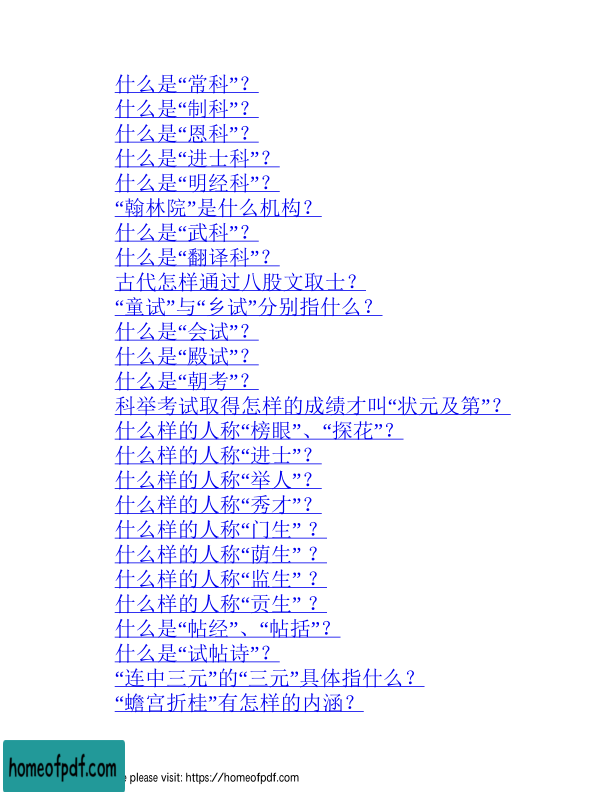 什么是“常科”？
什么是“制科”？
什么是“恩科”？
什么是“进士科”？
什么是“明经科”？
“翰林院”是什么机构？
什么是“武科”？
什么是“翻译科”？
古代怎样通过八股文取士？
“童试”与“乡试”分别指什么？
什么是“会试”？
什么是“殿试”？
什么是“朝考”？
科举考试取得怎样的成绩才叫“状元及第”？
什么样的人称“榜眼”、“探花”？
什么样的人称“进士”？
什么样的人称“举人”？
什么样的人称“秀才”？
什么样的人称“门生” ？
什么样的人称“荫生” ？
什么样的人称“监生” ？
什么样的人称“贡生” ？
什么是“帖经”、“帖括”？
什么是“试帖诗”？
“连中三元”的“三元”具体指什么？
“蟾宫折桂”有怎样的内涵？
homeofpdf.com
please visit: https://homeofpdf.com